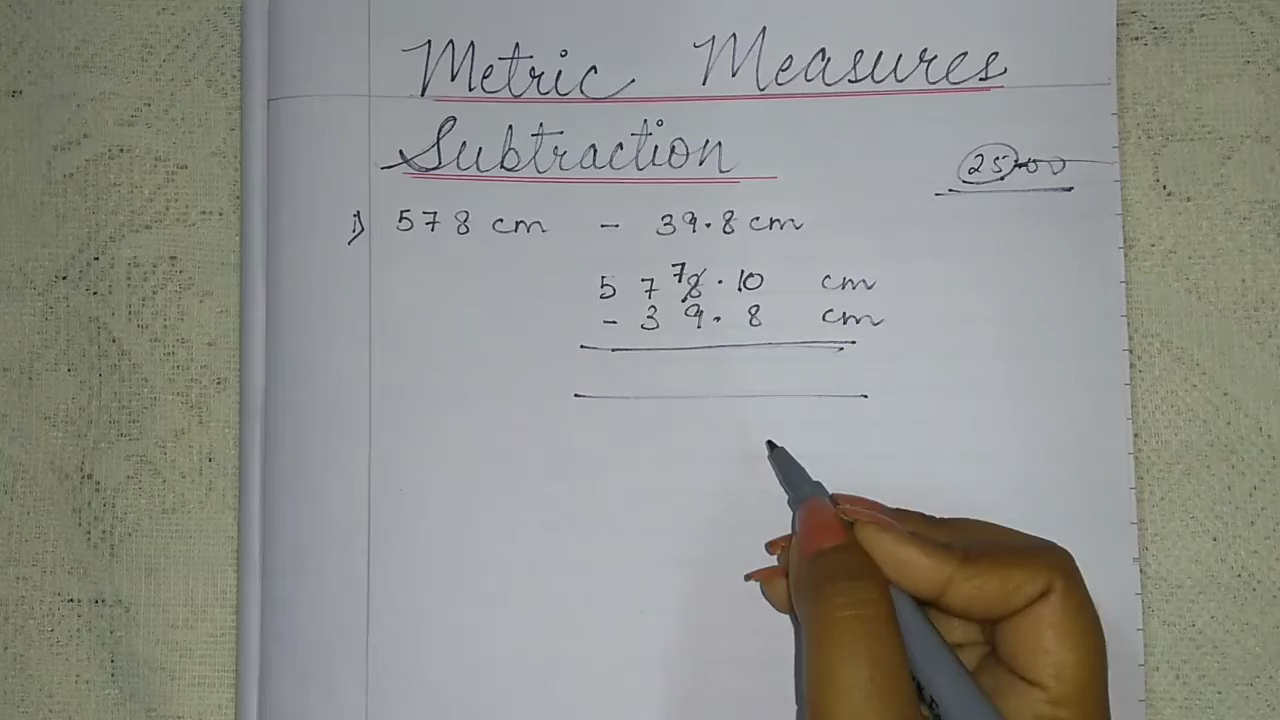 Metric Measures
Subtraction
25.00
1) 578 cm - 39.8 cm
7
5 7 8 . 10 cm
- 3 9 . 8 cm